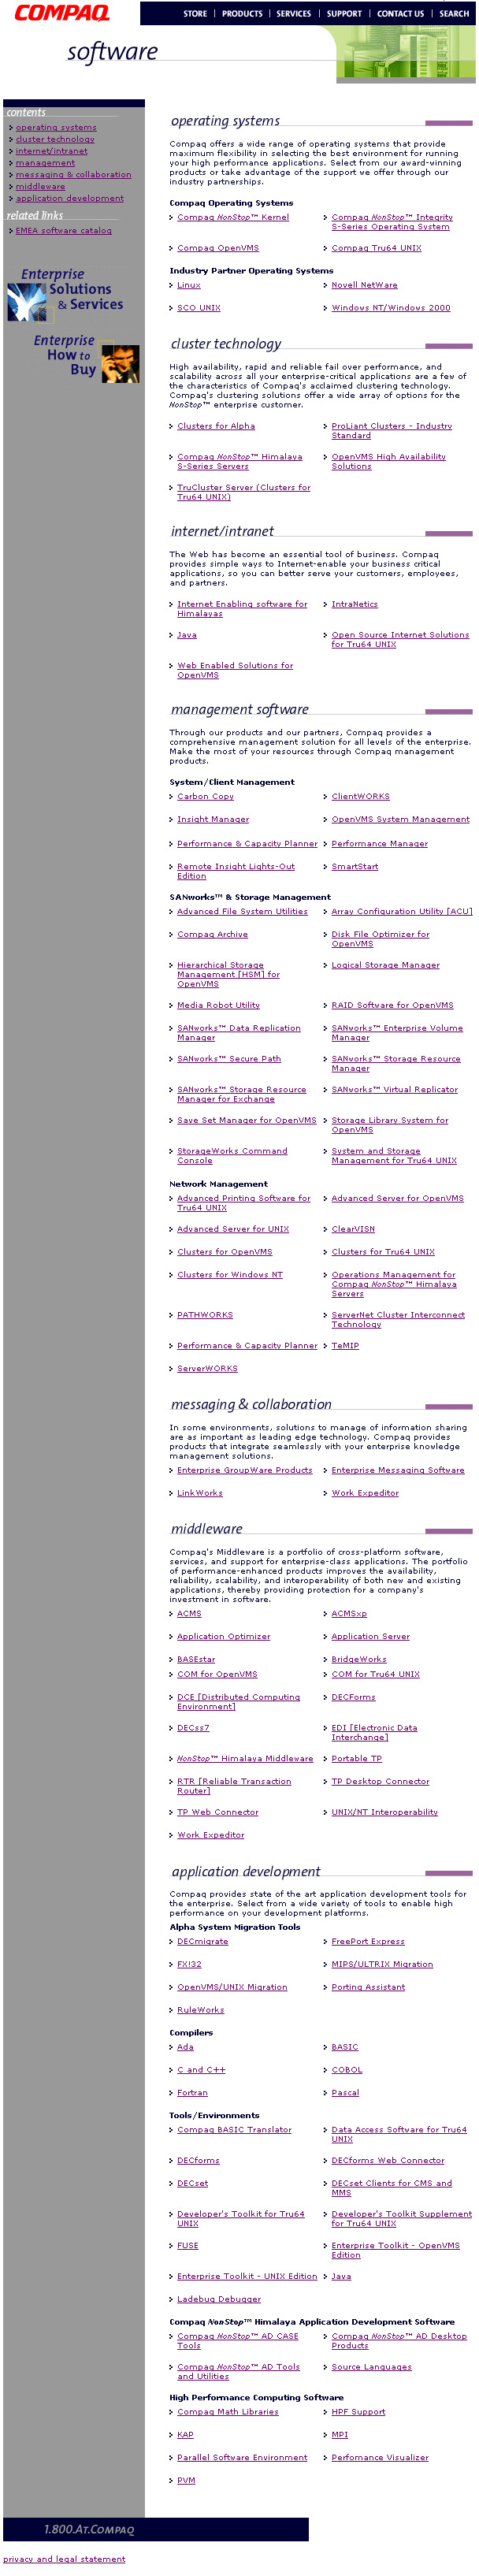 COMPAQ
STORE | PRODUCTS | SERVICES | SUPPORT | CONTACT US | SEARCH
software
contents
operating systems
cluster technology
internet/intranet
management
messaging & collaboration
middleware
application development
related links
EMEA software catalog
Enterprise
Solutions
& Services
Enterprise
How to
Buy
operating systems
Compaq offers a wide range of operating systems that provide
maximum flexibility in selecting the best environment for running
your high performance applications. Select from our award-winning
products or take advantage of the support we offer through our
industry partnerships.
Compaq Operating Systems
Compaq NonStop™ Kernel
Compaq NonStop™ Integrity
S-Series Operating System
Compaq OpenVMS
Compaq Tru64 UNIX
Industry Partner Operating Systems
Linux
Novell NetWare
SCO UNIX
Windows NT/Windows 2000
cluster technology
High availability, rapid and reliable fail over performance, and
scalability across all your enterprise-critical applications are a few of
the characteristics of Compaq's acclaimed clustering technology.
Compaq's clustering solutions offer a wide array of options for the
NonStop™ enterprise customer.
Clusters for Alpha
ProLiant Clusters - Industry
Standard
Compaq NonStop™ Himalaya
S-Series Servers
OpenVMS High Availability
Solutions
TruCluster Server (Clusters for
Tru64 UNIX)
internet/intranet
The Web has become an essential tool of business. Compaq
provides simple ways to Internet-enable your business critical
applications, so you can better serve your customers, employees,
and partners.
Internet Enabling software for
Himalayas
IntraNetics
Java
Open Source Internet Solutions
for Tru64 UNIX
Web Enabled Solutions for
OpenVMS
management software
Through our products and our partners, Compaq provides a
comprehensive management solution for all levels of the enterprise.
Make the most of your resources through Compaq management
products.
System/Client Management
Carbon Copy
ClientWORKS
Insight Manager
OpenVMS System Management
Performance & Capacity Planner
Performance Manager
Remote Insight Lights-Out
Edition
SmartStart
SANworks™ & Storage Management
Advanced File System Utilities
Array Configuration Utility [ACU]
Compaq Archive
Disk File Optimizer for
OpenVMS
Hierarchical Storage
Management [HSM] for
OpenVMS
Logical Storage Manager
Media Robot Utility
RAID Software for OpenVMS
SANworks™ Data Replication
Manager
SANworks™ Enterprise Volume
Manager
SANworks™ Secure Path
SANworks™ Storage Resource
Manager
SANworks™ Storage Resource
Manager for Exchange
SANworks™ Virtual Replicator
Save Set Manager for OpenVMS
Storage Library System for
OpenVMS
StorageWorks Command
Console
System and Storage
Management for Tru64 UNIX
Network Management
Advanced Printing Software for
Tru64 UNIX
Advanced Server for OpenVMS
Advanced Server for UNIX
ClearVISN
Clusters for OpenVMS
Clusters for Tru64 UNIX
Clusters for Windows NT
Operations Management for
Compaq NonStop™ Himalaya
Servers
PATHWORKS
ServerNet Cluster Interconnect
Technology
Performance & Capacity Planner
TeMIP
ServerWORKS
messaging & collaboration
In some environments, solutions to manage of information sharing
are as important as leading edge technology. Compaq provides
products that integrate seamlessly with your enterprise knowledge
management solutions.
Enterprise GroupWare Products
Enterprise Messaging Software
LinkWorks
Work Expeditor
middleware
Compaq's Middleware is a portfolio of cross-platform software,
services, and support for enterprise-class applications. The portfolio
of performance-enhanced products improves the availability,
reliability, scalability, and interoperability of both new and existing
applications, thereby providing protection for a company's
investment in software.
ACMS
ACMSxp
Application Optimizer
Application Server
BASEstar
BridgeWorks
COM for OpenVMS
COM for Tru64 UNIX
DCE [Distributed Computing
Environment]
DECForms
DECss7
EDI [Electronic Data
Interchange]
NonStop™ Himalaya Middleware
Portable TP
RTR [Reliable Transaction
Router]
TP Desktop Connector
TP Web Connector
UNIX/NT Interoperability
Work Expeditor
application development
Compaq provides state of the art application development tools for
the enterprise. Select from a wide variety of tools to enable high
performance on your development platforms.
Alpha System Migration Tools
DECmigrate
FreePort Express
FX!32
MIPS/ULTRIX Migration
OpenVMS/UNIX Migration
Porting Assistant
RuleWorks
Compilers
Ada
BASIC
C and C++
COBOL
Fortran
Pascal
Tools/Environments
Compaq BASIC Translator
Data Access Software for Tru64
UNIX
DECforms
DECforms Web Connector
DECset
DECset Clients for CMS and
MMS
Developer's Toolkit for Tru64
UNIX
Developer's Toolkit Supplement
for Tru64 UNIX
FUSE
Enterprise Toolkit - OpenVMS
Edition
Enterprise Toolkit - UNIX Edition
Java
Ladebug Debugger
Compaq NonStop™ Himalaya Application Development Software
Compaq NonStop™ AD CASE
Tools
Compaq NonStop™ AD Desktop
Products
Compaq NonStop™ AD Tools
and Utilities
Source Languages
High Performance Computing Software
Compaq Math Libraries
HPF Support
KAP
MPI
Parallel Software Environment
Perfomance Visualizer
PVM
1.800.AT.COMPAQ
privacy and legal statement